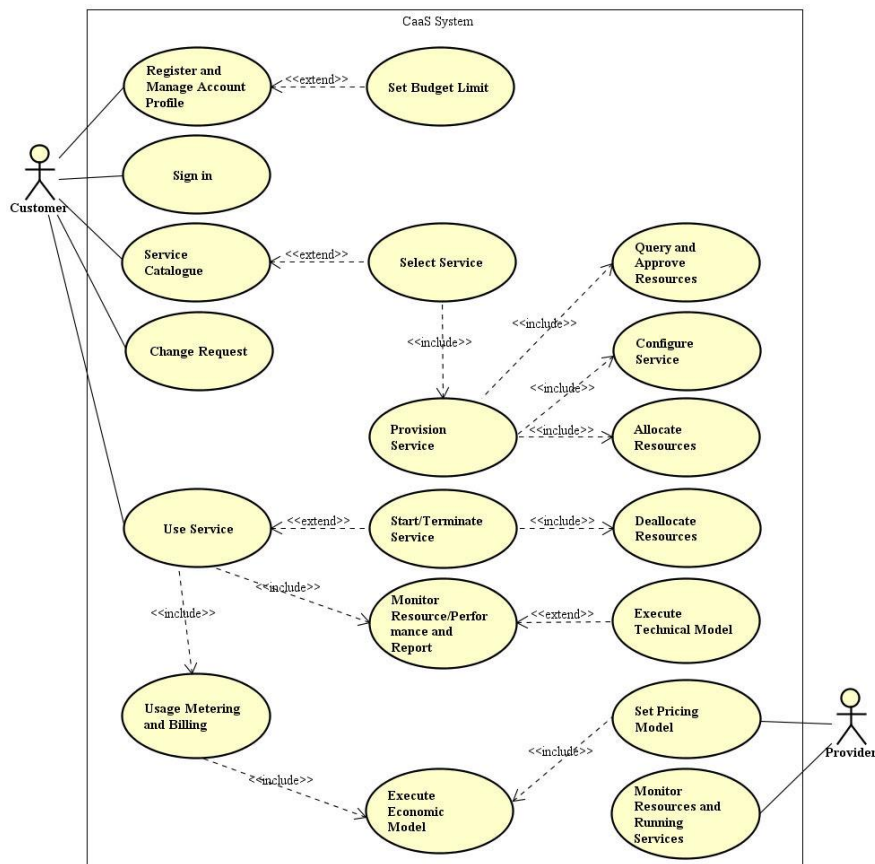 CaaS System
Register and
Manage Account
Profile
<<extend>>
Set Budget Limit
Customer
Sign in
Service
Catalogue
<<extend>>
Select Service
Query and
Approve
Resources
Change Request
<<include>>
<<include>>
Configure
Service
<<include>>
Provision
Service
<<include>>
Allocate
Resources
Use Service
<<extend>>
Start/Terminate
Service
<<include>>
Deallocate
Resources
<<include>>
<<include>>
Monitor
Resource/Perfor
mance and
Report
<<extend>>
Execute
Technical Model
Usage Metering
and Billing
Set Pricing
Model
Provider
<<include>>
<<include>>
Execute
Economic
Model
Monitor
Resources and
Running
Services